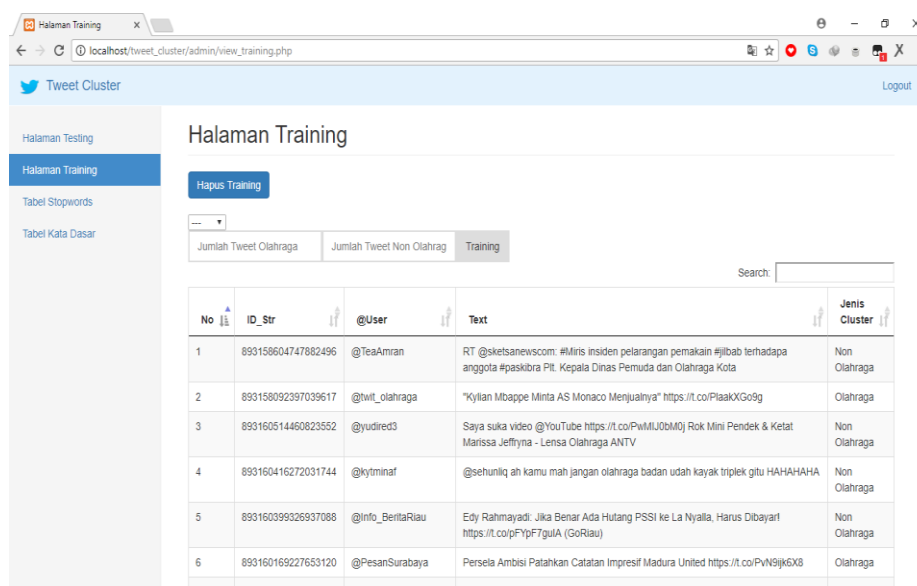 Halaman Training
localhost/tweet_cluster/admin/view_training.php
Tweet Cluster
Logout
Halaman Testing
Halaman Training
Tabel Stopwords
Tabel Kata Dasar
Halaman Training
Hapus Training
---
Jumlah Tweet Olahraga
Jumlah Tweet Non Olahrag
Training
Search:
No
ID_Str
@User
Text
Jenis
Cluster
1
893158604747882496
@TeaAmran
RT @sketsanewscom: #Miris insiden pelarangan pemakain #jilbab terhadapa
anggota #paskibra Plt. Kepala Dinas Pemuda dan Olahraga Kota
Non
Olahraga
2
893158092397039617
@twit_olahraga
"Kylian Mbappe Minta AS Monaco Menjualnya" https://t.co/PlaakXGo9g
Olahraga
3
893160514460823552
@yudired3
Saya suka video @YouTube https://t.co/PwMIJ0bM0j Rok Mini Pendek & Ketat
Marissa Jeffryna - Lensa Olahraga ANTV
Non
Olahraga
4
893160416272031744
@kytminaf
@sehunliq ah kamu mah jangan olahraga badan udah kayak triplek gitu HAHAHAHA
Non
Olahraga
5
893160399326937088
@Info_BeritaRiau
Edy Rahmayadi: Jika Benar Ada Hutang PSSI ke La Nyalla, Harus Dibayar!
https://t.co/pFYpF7gulA (GoRiau)
Non
Olahraga
6
893160169227653120
@PesanSurabaya
Persela Ambisi Patahkan Catatan Impresif Madura United https://t.co/PvN9ijk6X8
Olahraga